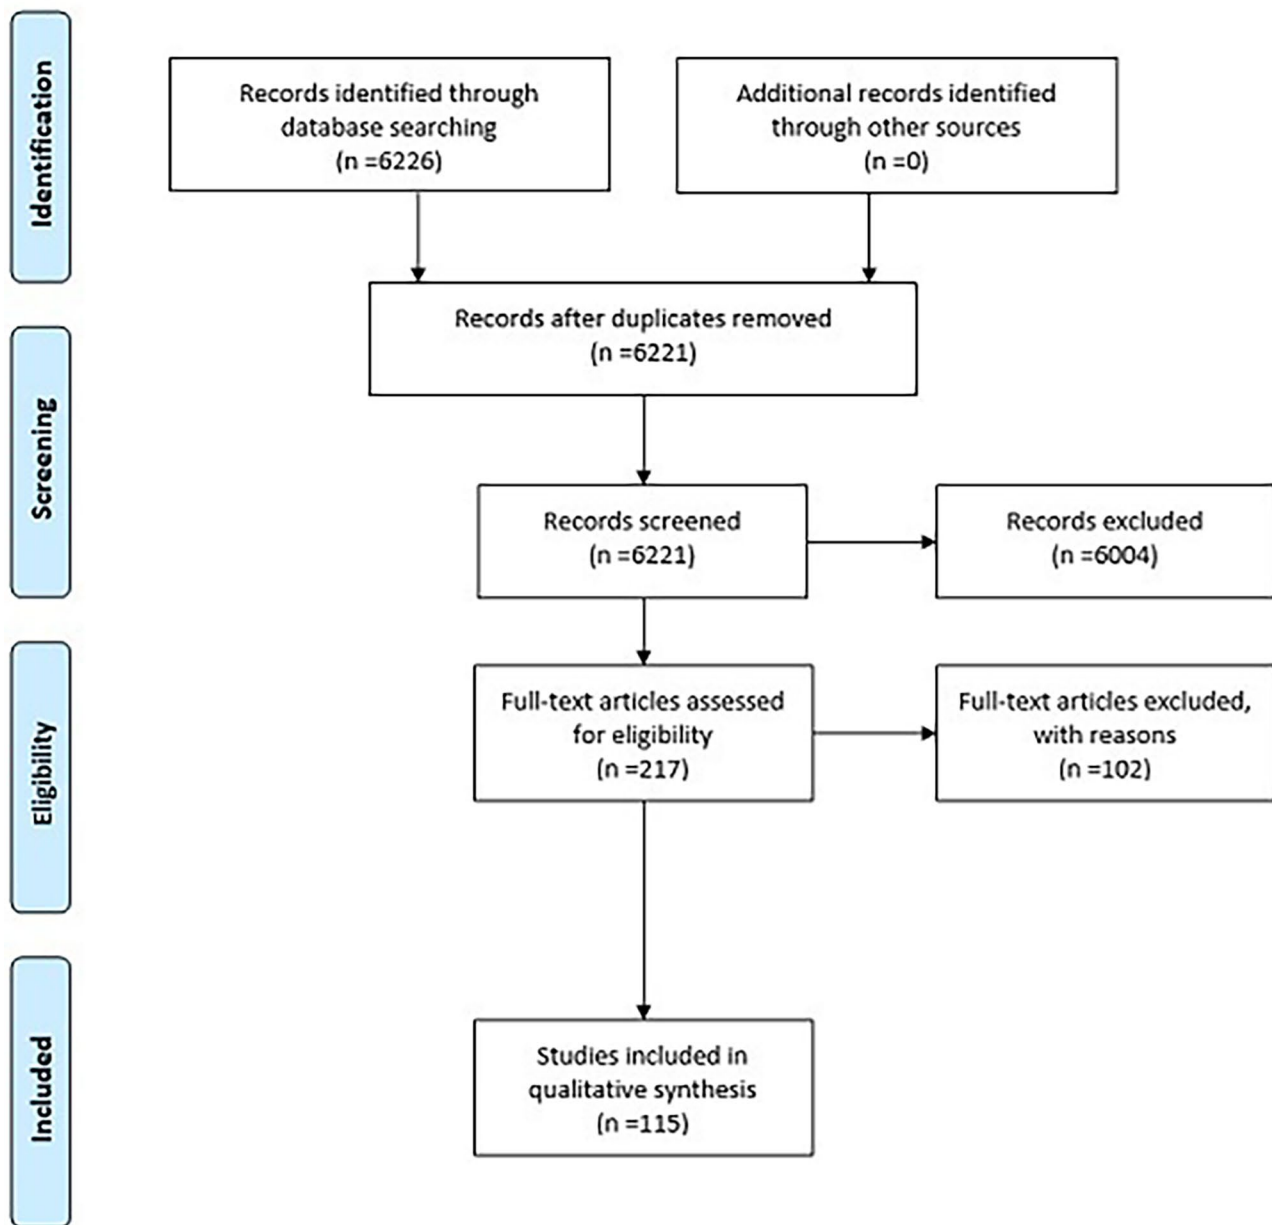 Identification
Records identified through
database searching
(n =6226)
Additional records identified
through other sources
(n =0)
Records after duplicates removed
(n =6221)
Screening
Records screened
(n =6221)
Records excluded
(n =6004)
Eligibility
Full-text articles assessed
for eligibility
(n =217)
Full-text articles excluded,
with reasons
(n =102)
Included
Studies included in
qualitative synthesis
(n =115)